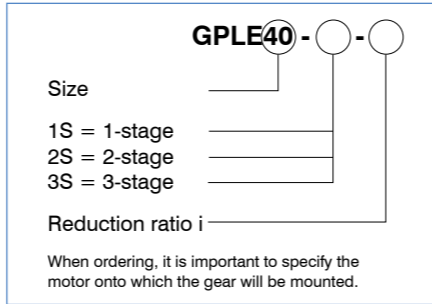 GPLE40 - -
Size
1S = 1-stage
2S = 2-stage
3S = 3-stage
Reduction ratio i
When ordering, it is important to specify the
motor onto which the gear will be mounted.